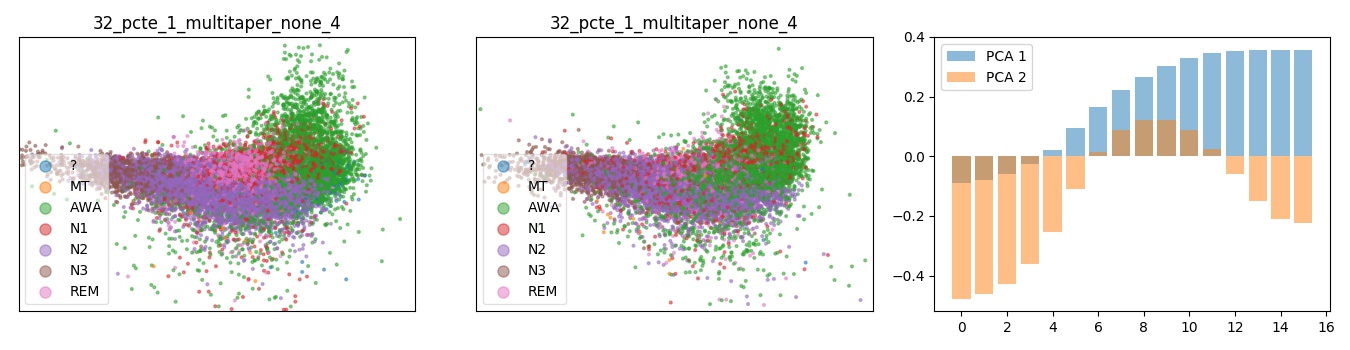 32_pcte_1_multitaper_none_4
?
MT
AWA
N1
N2
N3
REM
32_pcte_1_multitaper_none_4
?
MT
AWA
N1
N2
N3
REM
PCA 1
PCA 2
0.4
0.2
0.0
−0.2
−0.4
0 2 4 6 8 10 12 14 16